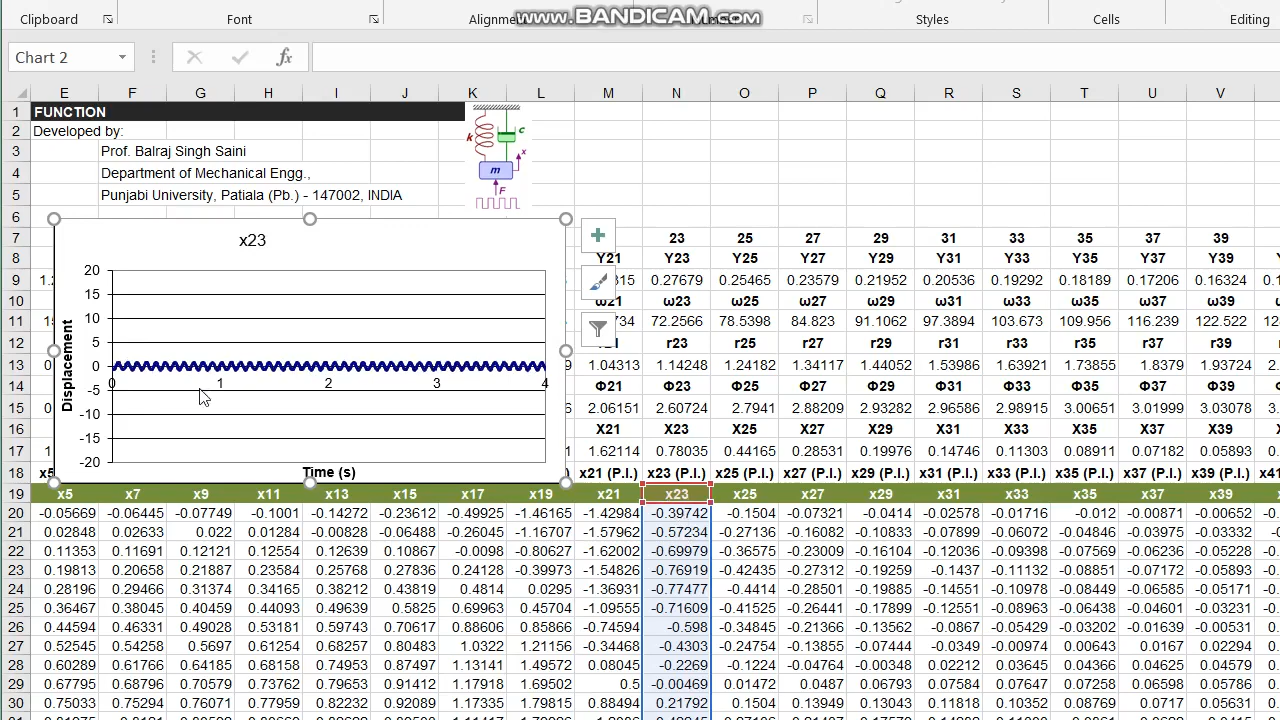 Clipboard Font Alignment Styles Cells Editing
www.BANDICAM.com
Chart 2 fx
E F G H I J K L M N O P Q R S T U V
1 FUNCTION
2 Developed by:
3 Prof. Balraj Singh Saini
4 Department of Mechanical Engg.,
5 Punjabi University, Patiala (Pb.) - 147002, INDIA
k c
x
m
F
6
7 23 25 27 29 31 33 35 37 39
8 Y21 Y23 Y25 Y27 Y29 Y31 Y33 Y35 Y37 Y39
9 0.27679 0.25465 0.23579 0.21952 0.20536 0.19292 0.18189 0.17206 0.16324
10 ω21 ω23 ω25 ω27 ω29 ω31 ω33 ω35 ω37 ω39
11 72.2566 78.5398 84.823 91.1062 97.3894 103.673 109.956 116.239 122.522
12 r23 r25 r27 r29 r31 r33 r35 r37 r39
13 1.04313 1.14248 1.24182 1.34117 1.44052 1.53986 1.63921 1.73855 1.8379 1.93724
14 Φ21 Φ23 Φ25 Φ27 Φ29 Φ31 Φ33 Φ35 Φ37 Φ39
15 2.06151 2.60724 2.7941 2.88209 2.93282 2.96586 2.98915 3.00651 3.01999 3.03078
16 X21 X23 X25 X27 X29 X31 X33 X35 X37 X39
17 1.62114 0.78035 0.44165 0.28531 0.19976 0.14746 0.11303 0.08911 0.07182 0.05893
18 x21 (P.I.) x23 (P.I.) x25 (P.I.) x27 (P.I.) x29 (P.I.) x31 (P.I.) x33 (P.I.) x35 (P.I.) x37 (P.I.) x39 (P.I.)
x23
20
15
10
5
0
-5
-10
-15
-20
0 1 2 3 4
Displacement
Time (s)
19 x5 x7 x9 x11 x13 x15 x17 x19 x21 x23 x25 x27 x29 x31 x33 x35 x37 x39
20 -0.05669 -0.06445 -0.07749 -0.1001 -0.14272 -0.23612 -0.49925 -1.46165 -1.42984 -0.39742 -0.1504 -0.07321 -0.0414 -0.02578 -0.01716 -0.012 -0.00871 -0.00652
21 0.02848 0.02633 0.022 0.01284 -0.00828 -0.06488 -0.26045 -1.16707 -1.57962 -0.57234 -0.27136 -0.16082 -0.10833 -0.07899 -0.06072 -0.04846 -0.03975 -0.03332
22 0.11353 0.11691 0.12121 0.12554 0.12639 0.10867 -0.0098 -0.80627 -1.62002 -0.69979 -0.36575 -0.23009 -0.16104 -0.12036 -0.09398 -0.07569 -0.06236 -0.05228
23 0.19813 0.20658 0.21887 0.23584 0.25768 0.27836 0.24128 -0.39973 -1.54826 -0.76919 -0.42435 -0.27312 -0.19259 -0.1437 -0.11132 -0.08851 -0.07172 -0.05893
24 0.28196 0.29466 0.31374 0.34165 0.38212 0.43819 0.4814 0.0295 -1.36931 -0.77477 -0.4414 -0.28501 -0.19885 -0.14551 -0.10978 -0.08449 -0.06585 -0.05171
25 0.36467 0.38045 0.40459 0.44093 0.49639 0.5825 0.69963 0.45704 -1.09555 -0.71609 -0.41525 -0.26441 -0.17899 -0.12551 -0.08963 -0.06438 -0.04601 -0.03231
26 0.44594 0.46331 0.49028 0.53181 0.59743 0.70617 0.88606 0.85866 -0.74594 -0.598 -0.34845 -0.21366 -0.13562 -0.0867 -0.05429 -0.03202 -0.01639 -0.00531
27 0.52545 0.54258 0.5697 0.61254 0.68257 0.80483 1.0322 1.21156 -0.34468 -0.4303 -0.24754 -0.13855 -0.07444 -0.0349 -0.00974 0.00643 0.0167 0.02294
28 0.60289 0.61766 0.64185 0.68158 0.74953 0.87497 1.13141 1.49572 0.08045 -0.2269 -0.1224 -0.04764 -0.00348 0.02212 0.03645 0.04364 0.04625 0.04579
29 0.67795 0.68796 0.70579 0.73762 0.79653 0.91412 1.17918 1.69502 0.5 -0.00469 0.01427 0.0487 0.06793 0.07584 0.07647 0.07258 0.06598 0.05786
30 0.75033 0.75294 0.76071 0.77959 0.82232 0.92089 1.17335 1.79815 0.88494 0.21792 0.1504 0.13949 0.13043 0.11838 0.10352 0.08769 0.0717